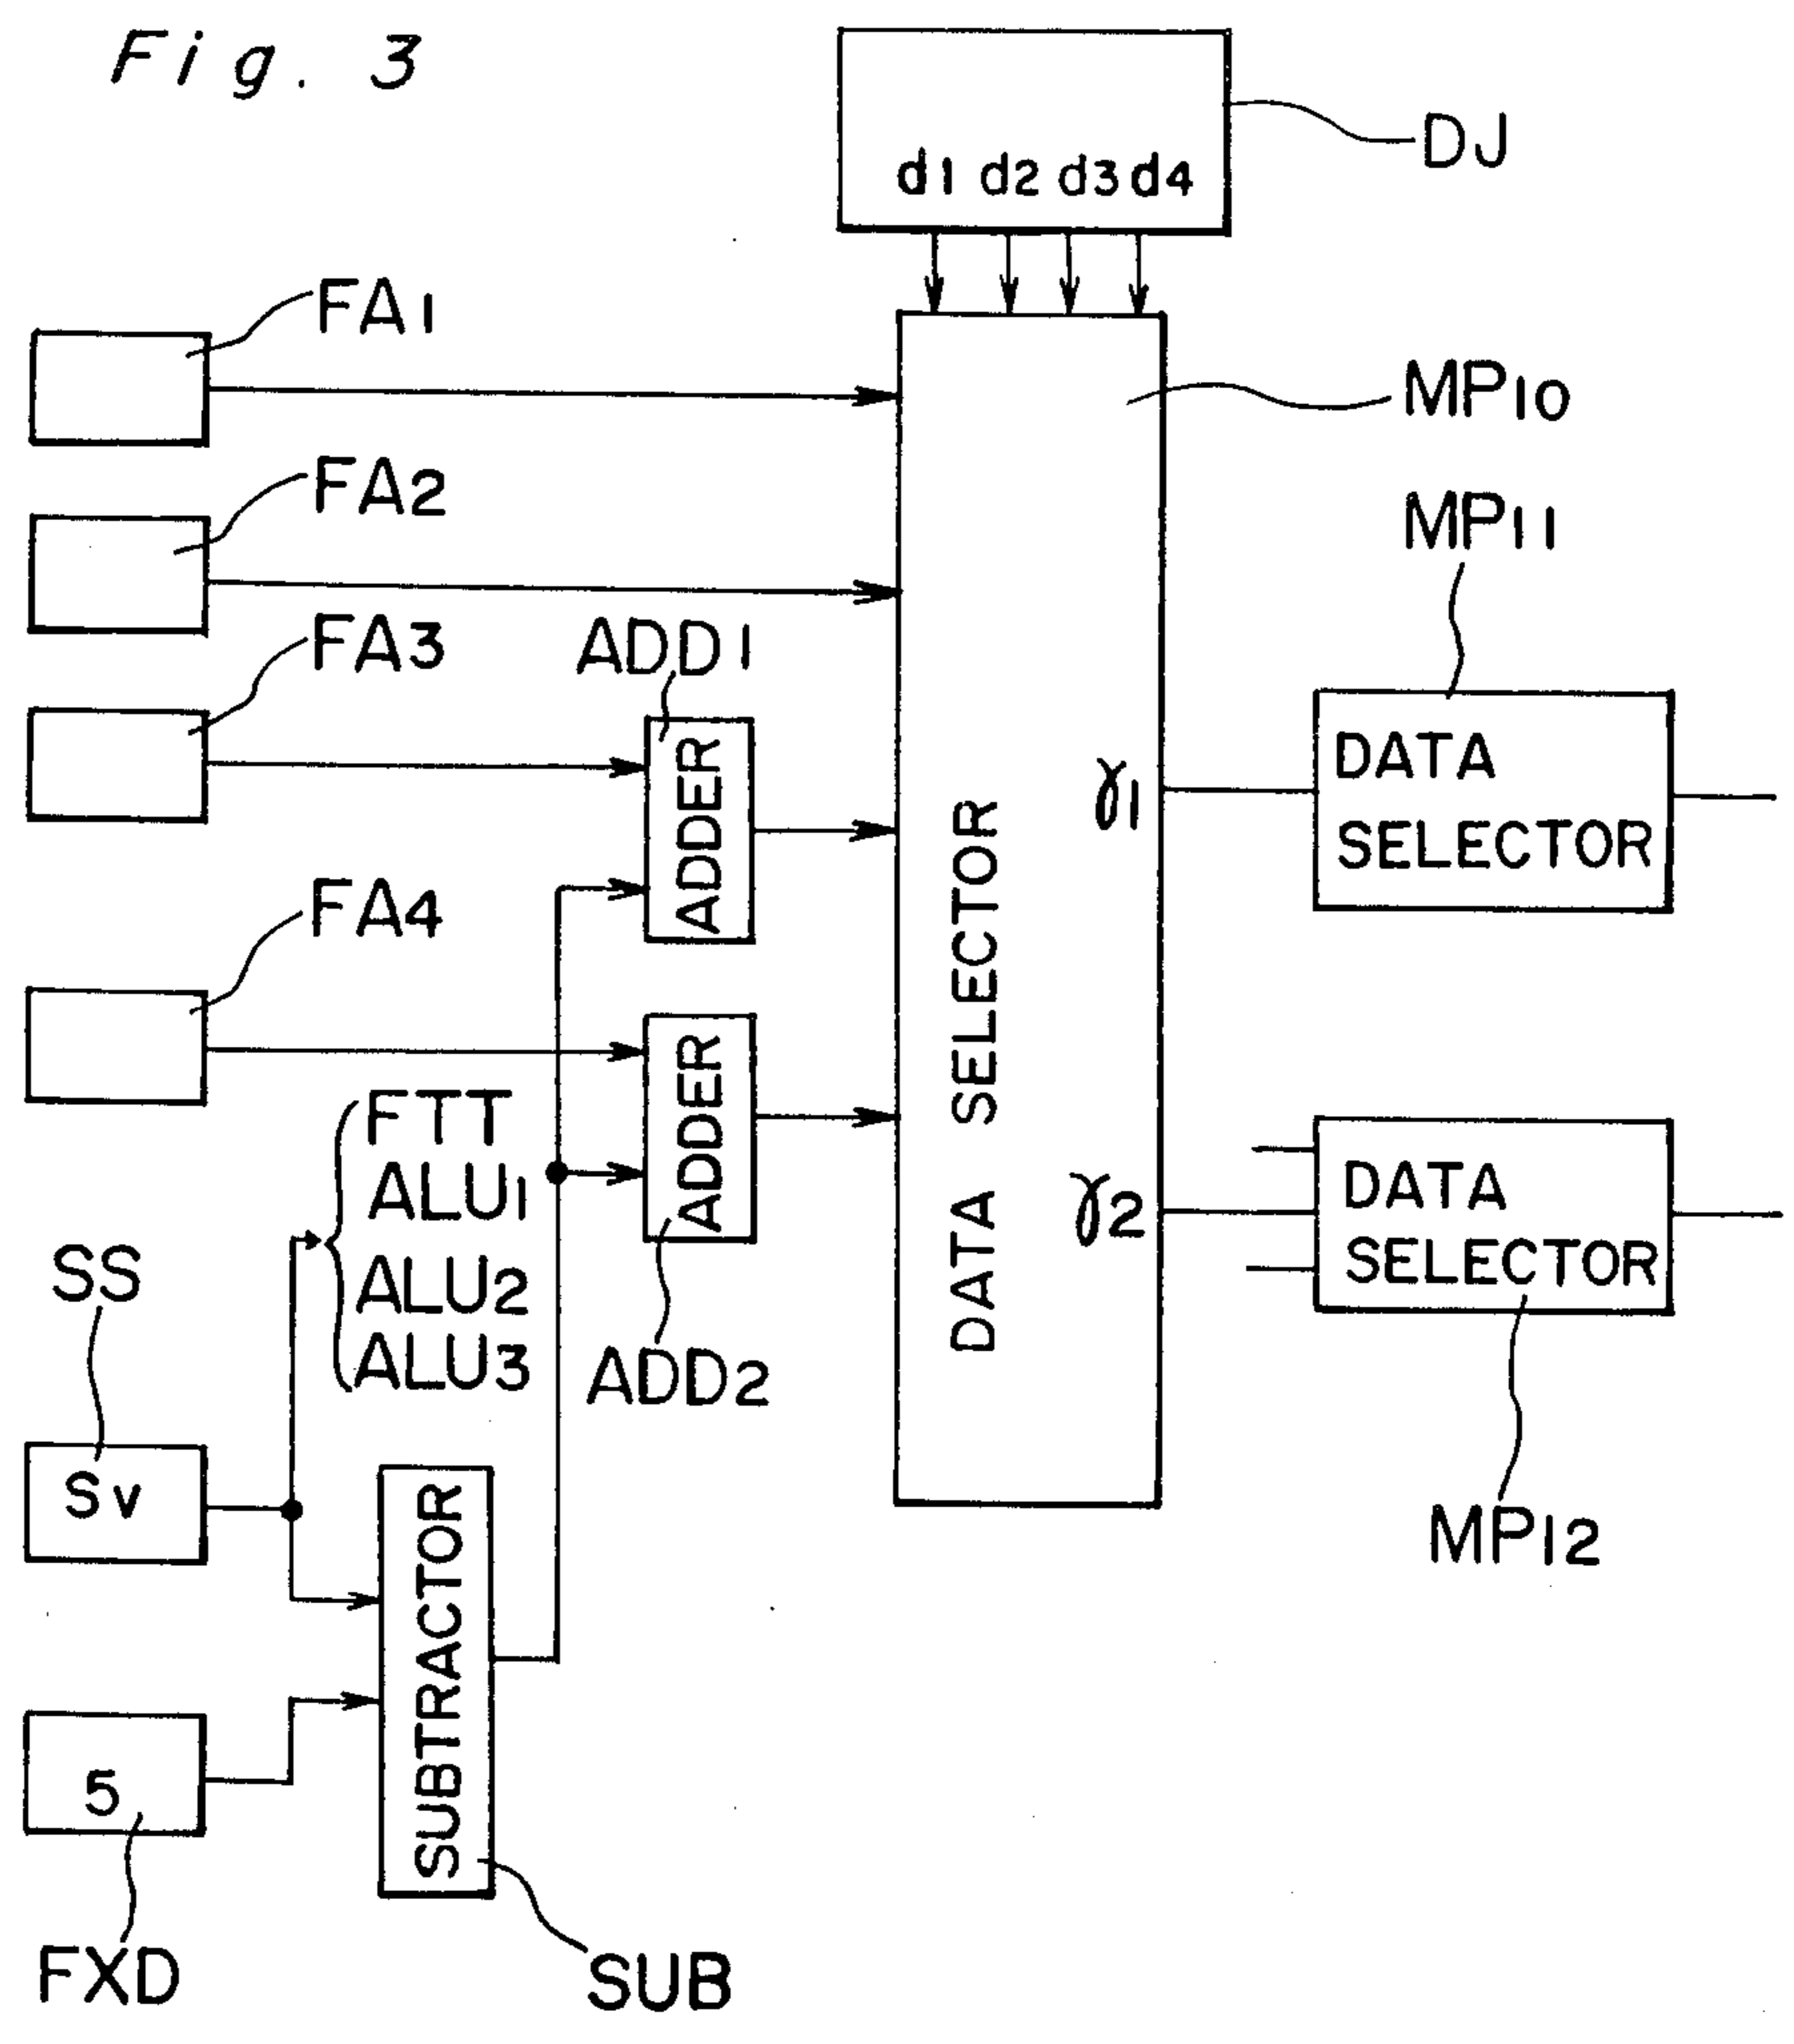 Fig. 3
d1 d2 d3 d4
DJ
FA1
MP10
FA2
MP11
FA3
ADD1
ADDER
DATA
SELECTOR
γ1
DATA SELECTOR
FA4
ADDER
FTT
ALU1
ALU2
ALU3
γ2
DATA
SELECTOR
SS
ADD2
Sv
MP12
SUBTRACTOR
5
FXD
SUB